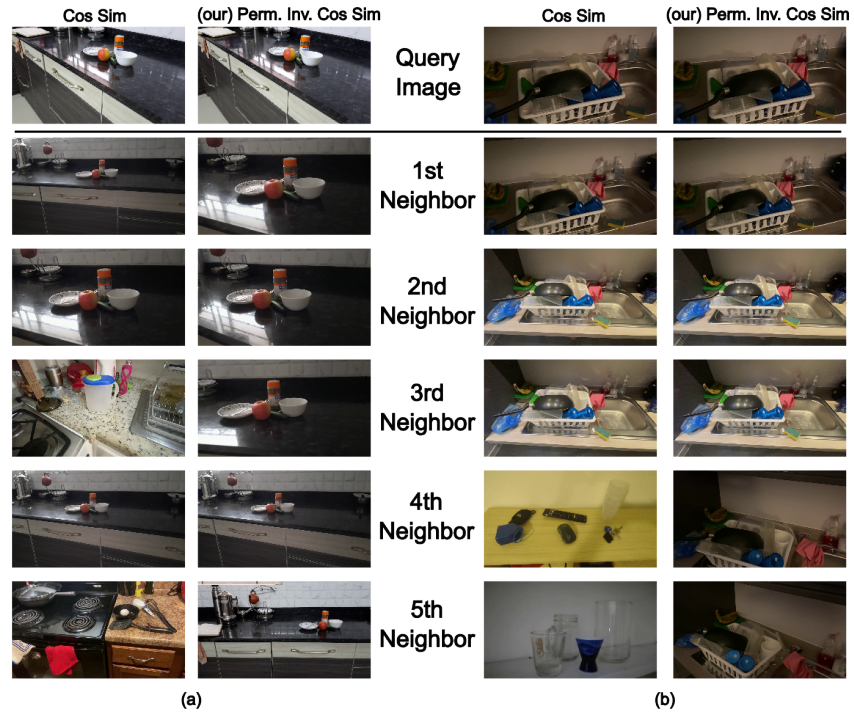 Cos Sim
(our) Perm. Inv. Cos Sim
Cos Sim
(our) Perm. Inv. Cos Sim
Query
Image
1st
Neighbor
2nd
Neighbor
3rd
Neighbor
4th
Neighbor
5th
Neighbor
(a)
(b)